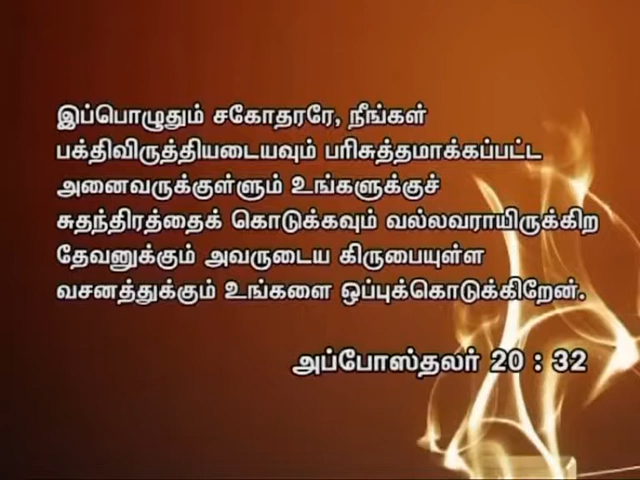 இப்பொழுதும் சகோதரரே, நீங்கள்
பக்திவிருத்தியடையவும் பரிசுத்தமாக்கப்பட்ட
அனைவருக்குள்ளும் உங்களுக்குச்
சுதந்திரத்தைக் கொடுக்கவும் வல்லவராயிருக்கிற
தேவனுக்கும் அவருடைய கிருபையுள்ள
வசனத்துக்கும் உங்களை ஒப்புக்கொடுக்கிறேன்.
அப்போஸ்தலர் 20 : 32